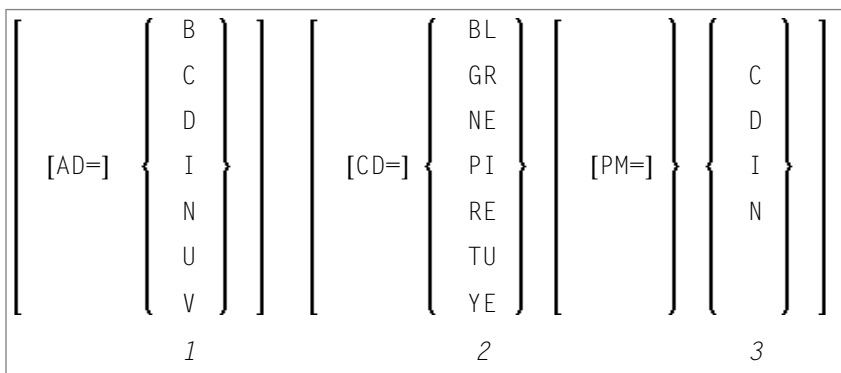 B BL
C GR C
D NE D
[AD=] I [CD=] PI [PM=] I
N RE N
U TU
V YE
1 2 3